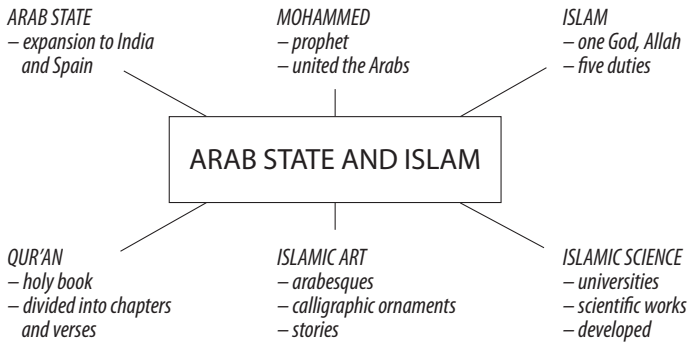 ARAB STATE
– expansion to India
and Spain
MOHAMMED
– prophet
– united the Arabs
ISLAM
– one God, Allah
– five duties
ARAB STATE AND ISLAM
QUR'AN
– holy book
– divided into chapters
and verses
ISLAMIC ART
– arabesques
– calligraphic ornaments
– stories
ISLAMIC SCIENCE
– universities
– scientific works
– developed